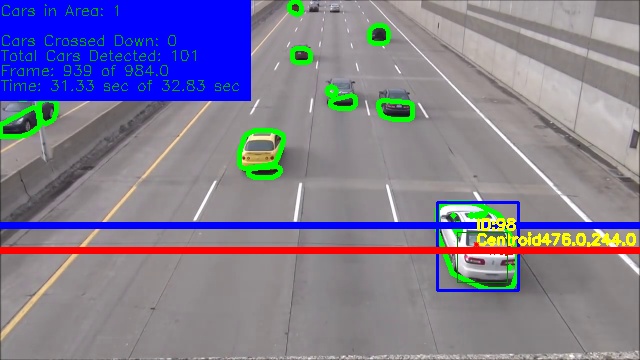 Cars in Area: 1
Cars Crossed Down: 0
Total Cars Detected: 101
Frame: 939 of 984.0
Time: 31.33 sec of 32.83 sec
ID:98
Centroid476.0,244.0